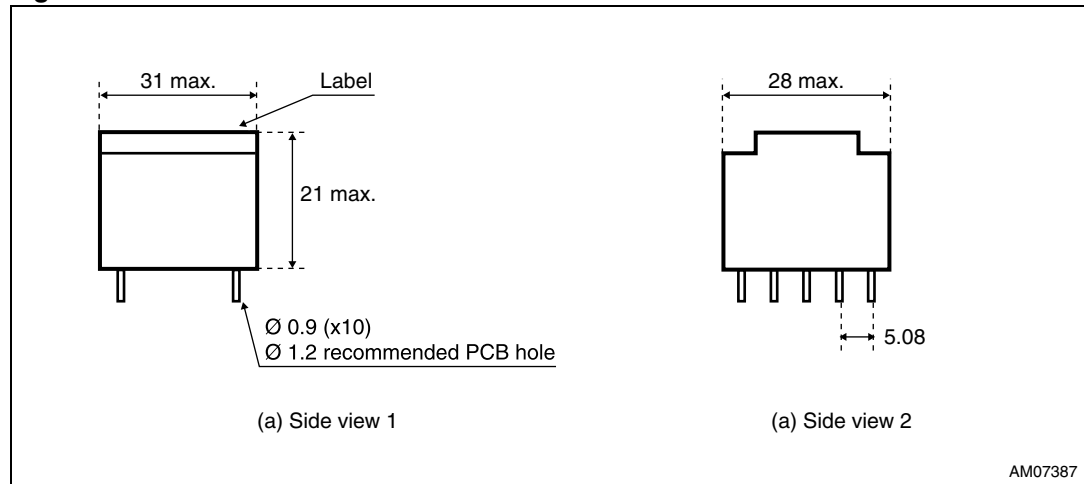 31 max.
Label
28 max.
21 max.
Ø 0.9 (x10)
Ø 1.2 recommended PCB hole
5.08
(a) Side view 1
(a) Side view 2
AM07387